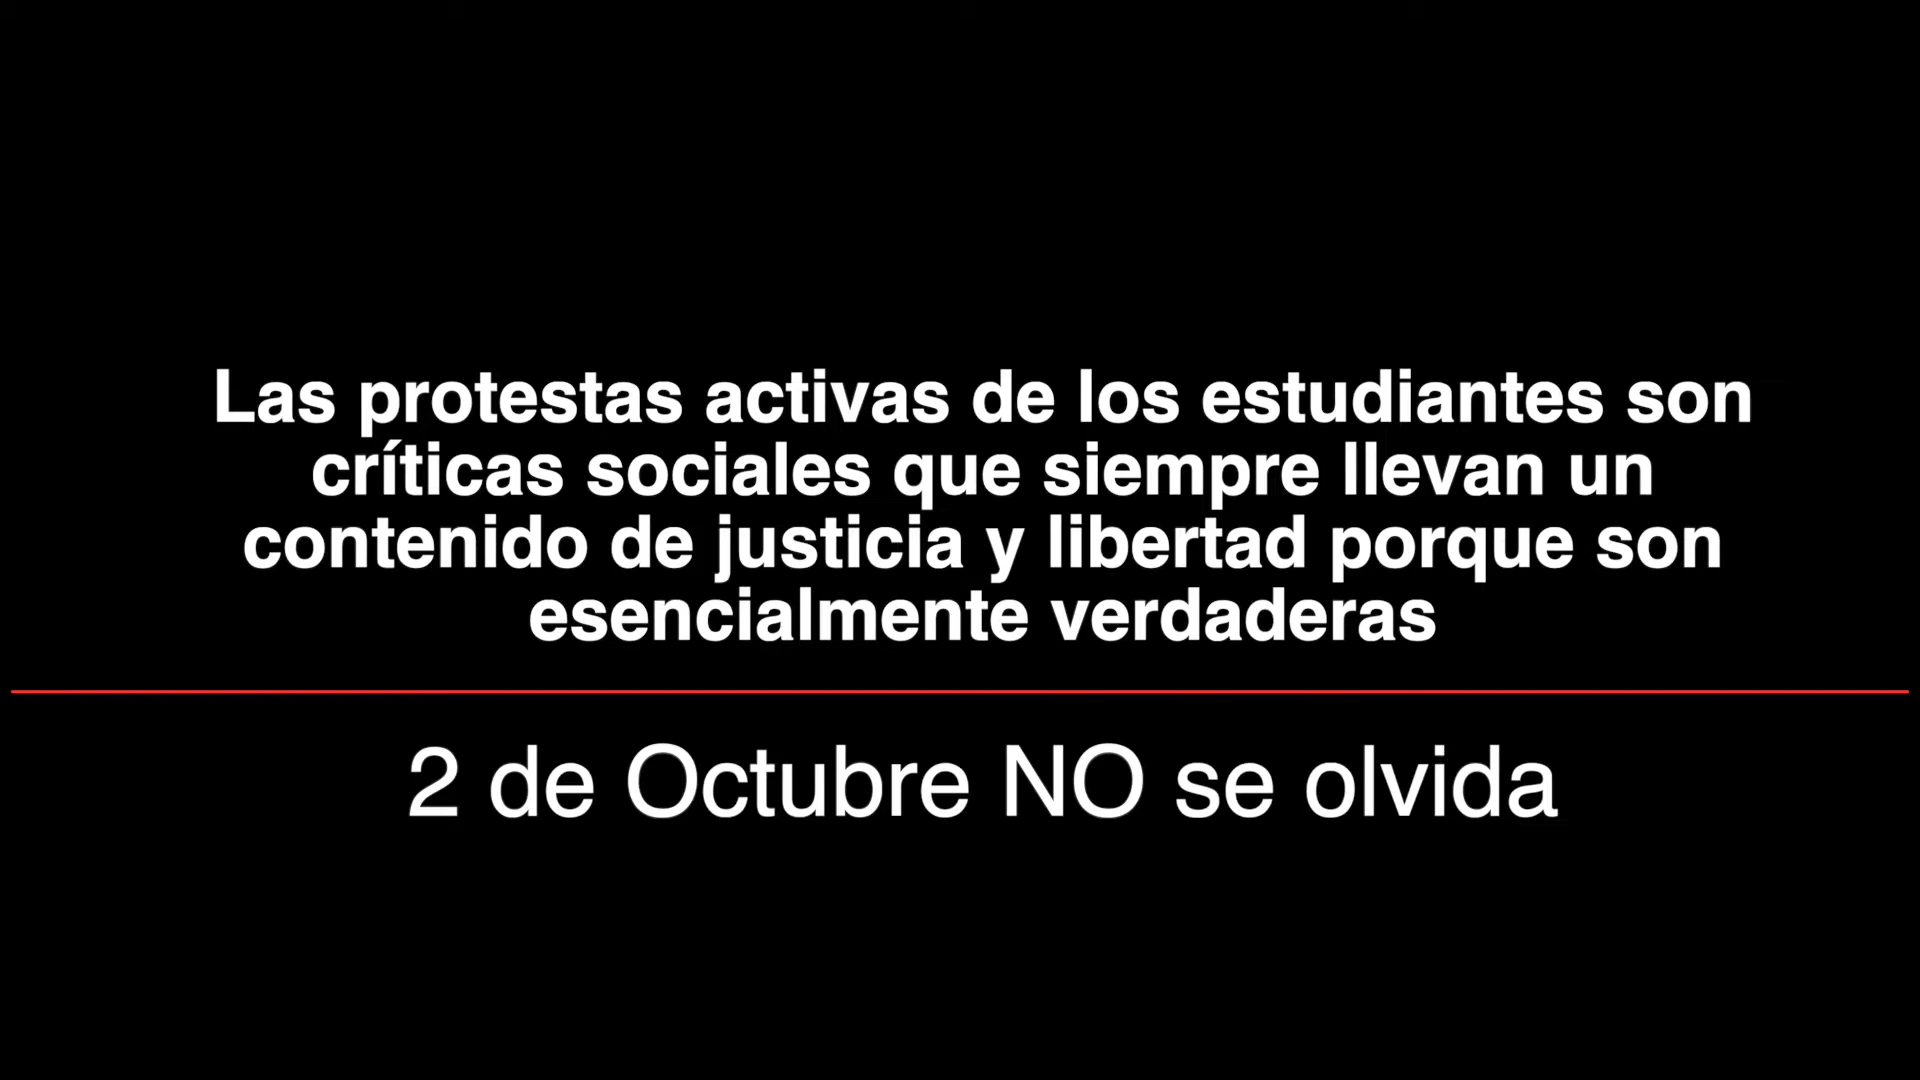 Las protestas activas de los estudiantes son
críticas sociales que siempre llevan un
contenido de justicia y libertad porque son
esencialmente verdaderas
2 de Octubre NO se olvida